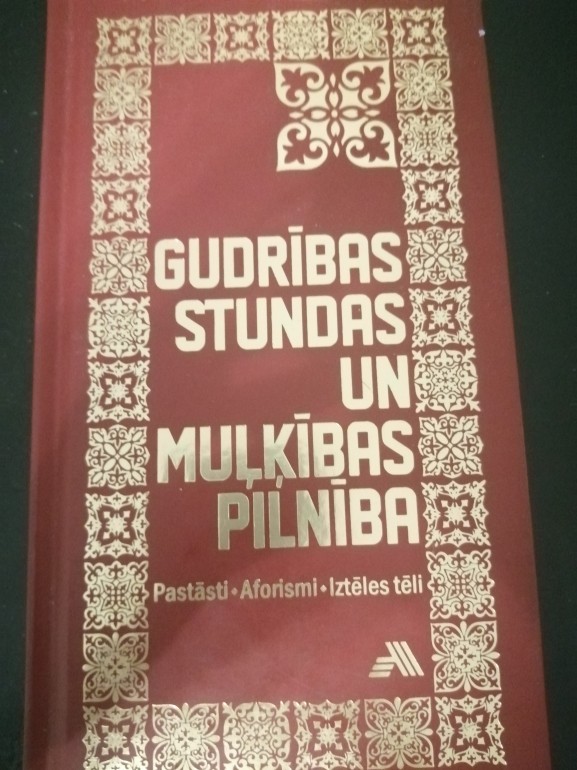 GUDRĪBAS
STUNDAS
UN
MUĻĶĪBAS
PILNĪBA
Pastāsti • Aforismi • Iztēles tēli